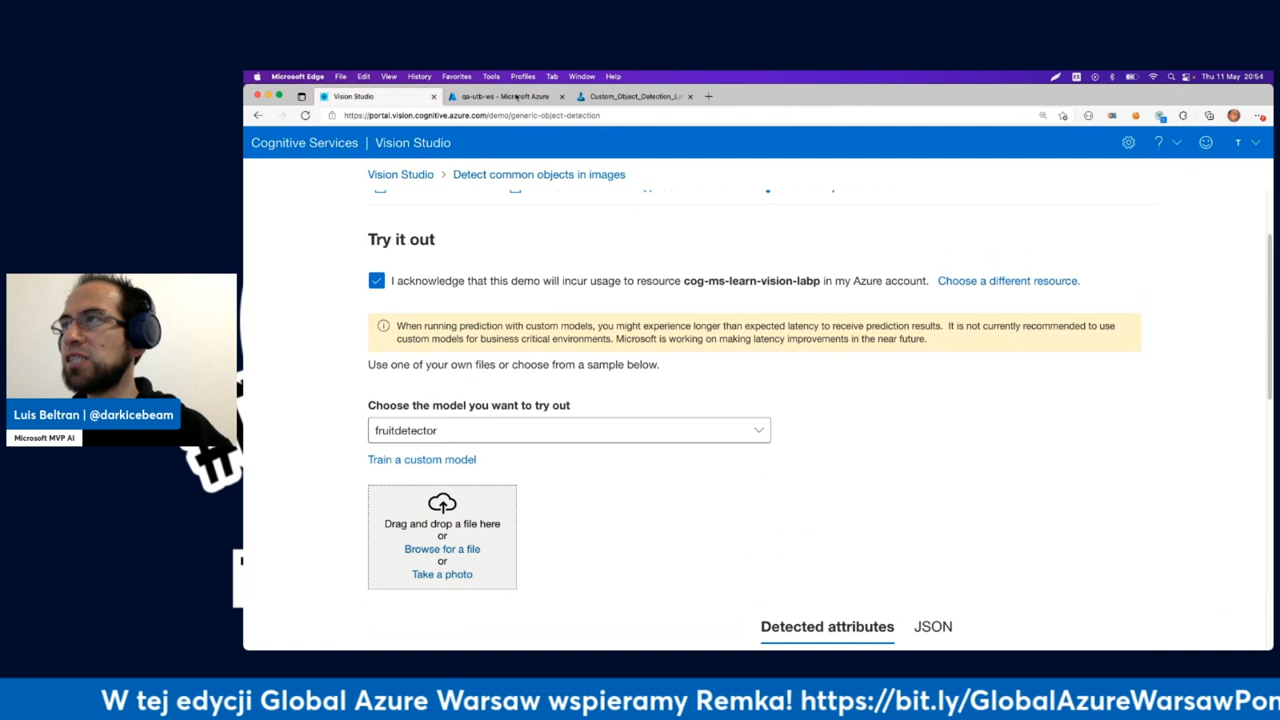 Microsoft Edge File Edit View History Favorites Tools Profiles Tab Window Help
Thu 11 May 20:54
Vision Studio
qa-utb-ws - Microsoft Azure
Custom_Object_Detection_La
https://portal.vision.cognitive.azure.com/demo/generic-object-detection
Cognitive Services | Vision Studio
T
Vision Studio > Detect common objects in images
Try it out
I acknowledge that this demo will incur usage to resource cog-ms-learn-vision-labp in my Azure account. Choose a different resource.
When running prediction with custom models, you might experience longer than expected latency to receive prediction results. It is not currently recommended to use
custom models for business critical environments. Microsoft is working on making latency improvements in the near future.
Use one of your own files or choose from a sample below.
Choose the model you want to try out
fruitdetector
Train a custom model
Drag and drop a file here
or
Browse for a file
or
Take a photo
Detected attributes
JSON
Luis Beltran | @darkicebeam
Microsoft MVP AI
W tej edycji Global Azure Warsaw wspieramy Remka! https://bit.ly/GlobalAzureWarsawPor